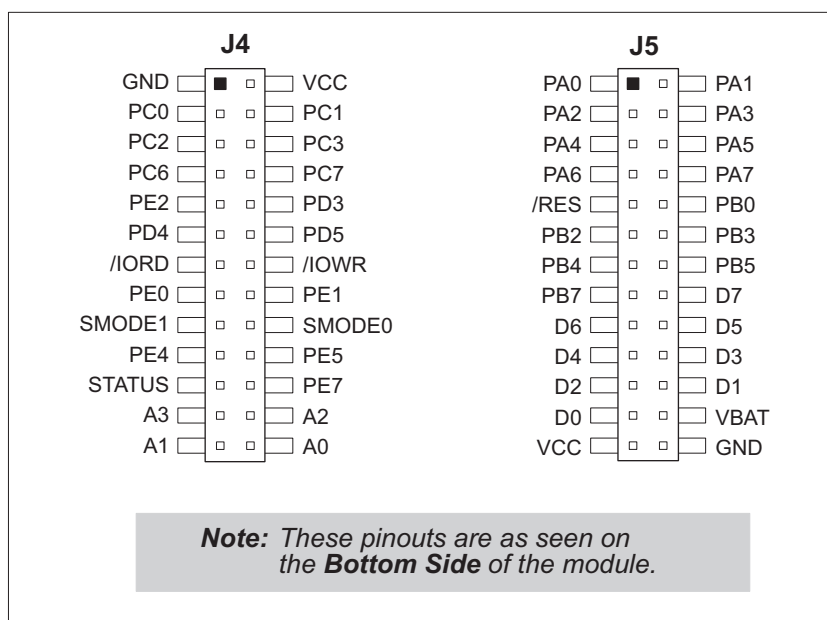 J4
GND VCC
PC0 PC1
PC2 PC3
PC6 PC7
PE2 PD3
PD4 PD5
/IORD /IOWR
PE0 PE1
SMODE1 SMODE0
PE4 PE5
STATUS PE7
A3 A2
A1 A0
J5
PA0 PA1
PA2 PA3
PA4 PA5
PA6 PA7
/RES PB0
PB2 PB3
PB4 PB5
PB7 D7
D6 D5
D4 D3
D2 D1
D0 VBAT
VCC GND
Note: These pinouts are as seen on
the Bottom Side of the module.